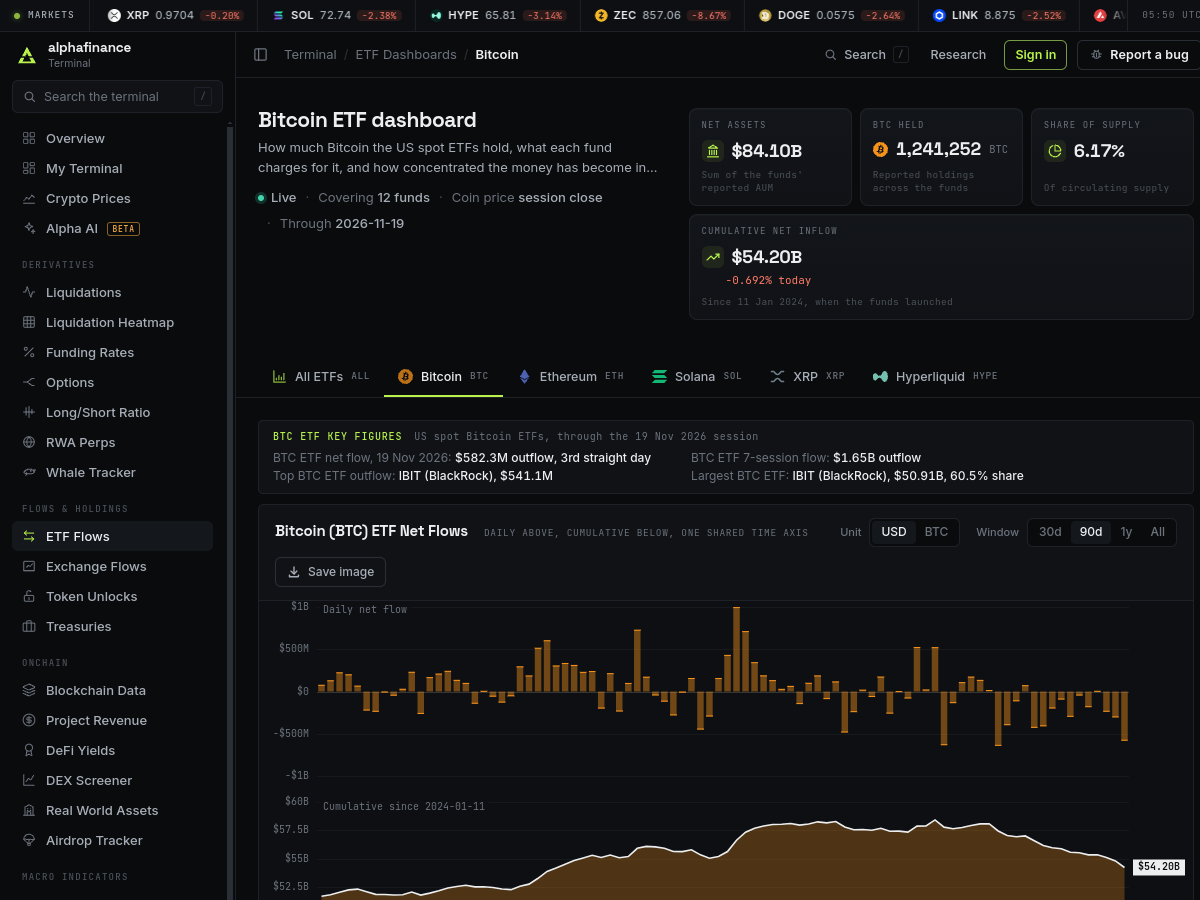 MARKETS XRP 0.9704 -0.20% SOL 72.74 -2.38% HYPE 65.81 -3.14% ZEC 857.06 -8.67% DOGE 0.0575 -2.64% LINK 8.875 -2.52% 05:50 UTC
alphafinance
Terminal
Search the terminal /
Overview
My Terminal
Crypto Prices
Alpha AI BETA
DERIVATIVES
Liquidations
Liquidation Heatmap
Funding Rates
Options
Long/Short Ratio
RWA Perps
Whale Tracker
FLOWS & HOLDINGS
ETF Flows
Exchange Flows
Token Unlocks
Treasuries
ONCHAIN
Blockchain Data
Project Revenue
DeFi Yields
DEX Screener
Real World Assets
Airdrop Tracker
MACRO INDICATORS
Terminal / ETF Dashboards / Bitcoin
Search / Research Sign in Report a bug
Bitcoin ETF dashboard
How much Bitcoin the US spot ETFs hold, what each fund
charges for it, and how concentrated the money has become in...
Live · Covering 12 funds · Coin price session close
· Through 2026-11-19
NET ASSETS
$84.10B
Sum of the funds'
reported AUM
BTC HELD
1,241,252 BTC
Reported holdings
across the funds
SHARE OF SUPPLY
6.17%
Of circulating supply
CUMULATIVE NET INFLOW
$54.20B
-0.692% today
Since 11 Jan 2024, when the funds launched
All ETFs ALL Bitcoin BTC Ethereum ETH Solana SOL XRP XRP Hyperliquid HYPE
BTC ETF KEY FIGURES US spot Bitcoin ETFs, through the 19 Nov 2026 session
BTC ETF net flow, 19 Nov 2026: $582.3M outflow, 3rd straight day
BTC ETF 7-session flow: $1.65B outflow
Top BTC ETF outflow: IBIT (BlackRock), $541.1M
Largest BTC ETF: IBIT (BlackRock), $50.91B, 60.5% share
Bitcoin (BTC) ETF Net Flows DAILY ABOVE, CUMULATIVE BELOW, ONE SHARED TIME AXIS Unit USD BTC Window 30d 90d 1y All
Save image
$1B
Daily net flow
$500M
$0
-$500M
-$1B
$60B
Cumulative since 2024-01-11
$57.5B
$55B
$54.20B
$52.5B